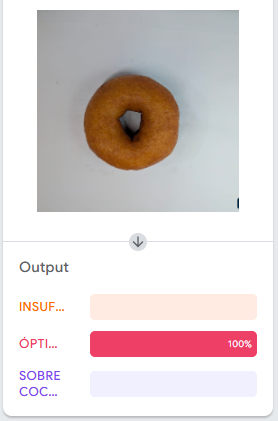 Output
INSUF...
ÓPTI...
100%
SOBRE
COC...